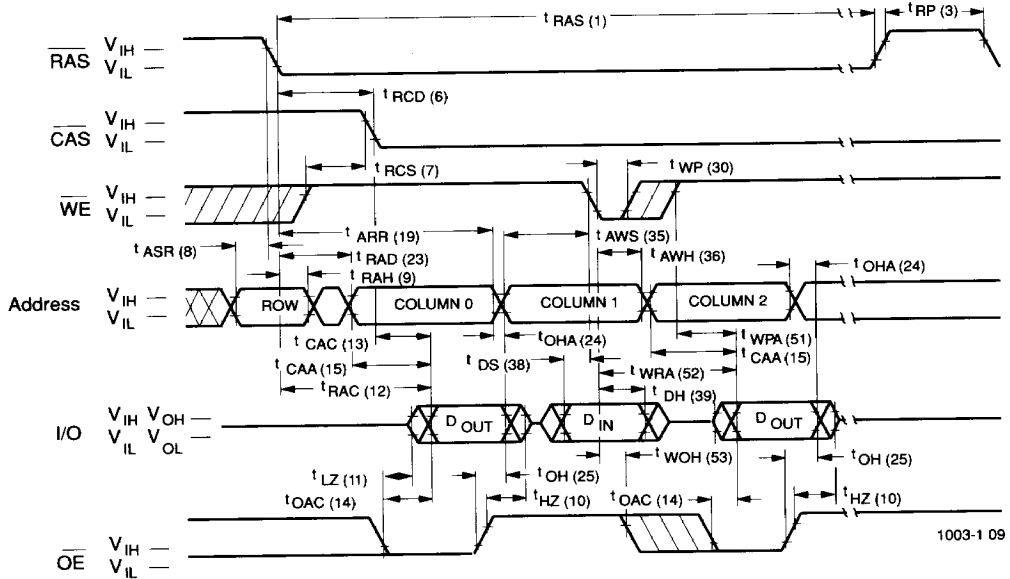 t RAS (1)
t RP (3)
RAS V IH
V IL
t RCD (6)
CAS V IH
V IL
t RCS (7)
t WP (30)
WE V IH
V IL
t ARR (19)
t AWS (35)
t ASR (8)
t RAD (23)
t AWH (36)
t RAH (9)
t OHA (24)
Address V IH
V IL
ROW
COLUMN 0
COLUMN 1
COLUMN 2
t CAC (13)
t OHA (24)
t WPA (51)
t CAA (15)
t DS (38)
t CAA (15)
t WRA (52)
t RAC (12)
t DH (39)
I/O V IH V OH
V IL V OL
D OUT
D IN
D OUT
t WOH (53)
t LZ (11)
t OH (25)
t OH (25)
t OAC (14)
t HZ (10)
t OAC (14)
t HZ (10)
OE V IH
V IL
1003-1 09